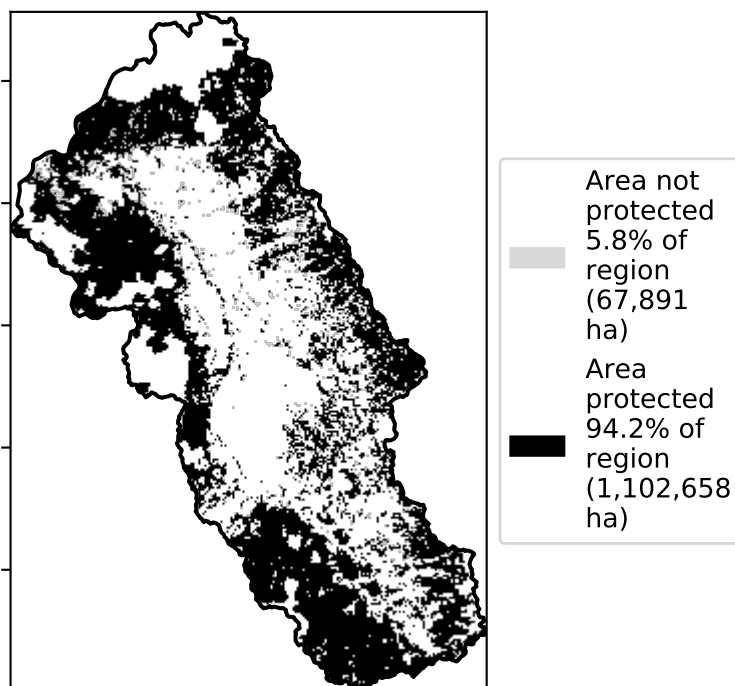 Area not
protected
5.8% of
region
(67,891
ha)
Area
protected
94.2% of
region
(1,102,658
ha)